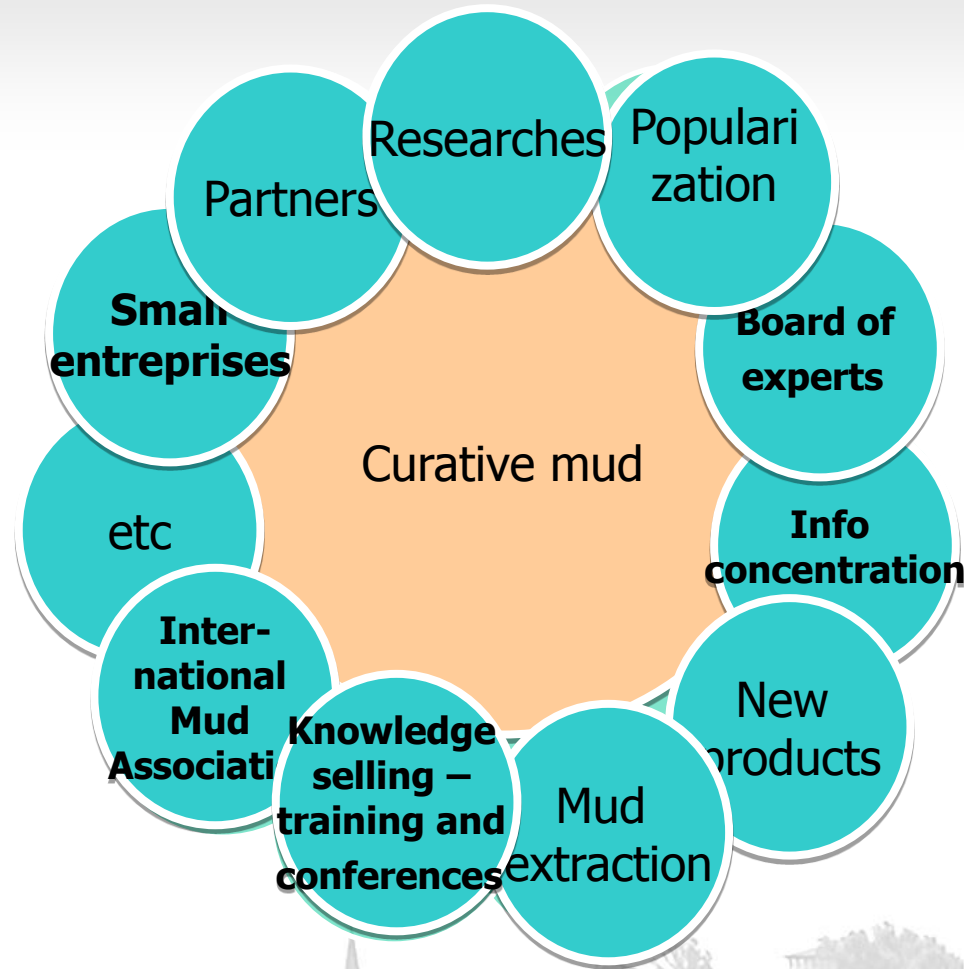 Researches
Populari
zation
Board of
experts
Info
concentration
New
products
Mud
extraction
Knowledge
selling –
training and
conferences
Inter-
national
Mud
Associati
etc
Small
entreprises
Partners
Curative mud